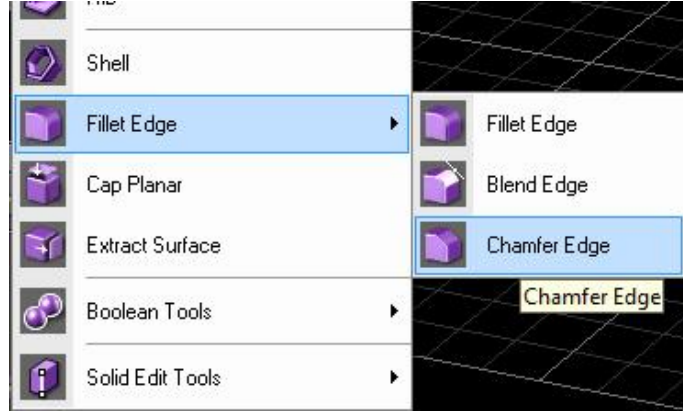 Shell
Fillet Edge
Cap Planar
Extract Surface
Boolean Tools
Solid Edit Tools
Fillet Edge
Blend Edge
Chamfer Edge
Chamfer Edge